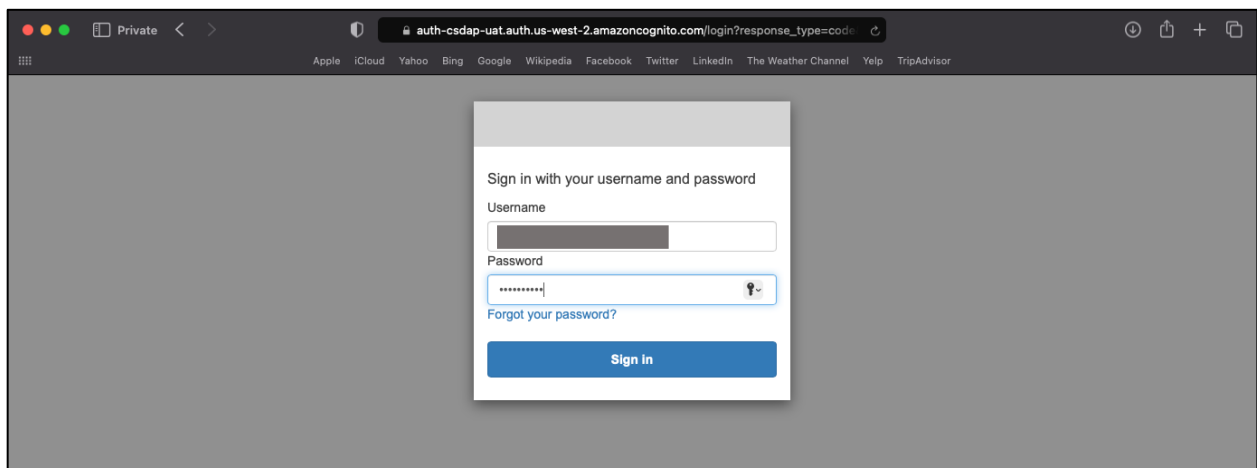 Private
auth-csdap-uat.auth.us-west-2.amazoncognito.com/login?response_type=code
Apple iCloud Yahoo Bing Google Wikipedia Facebook Twitter LinkedIn The Weather Channel Yelp TripAdvisor
Sign in with your username and password
Username
Password
••••••••••
Forgot your password?
Sign in